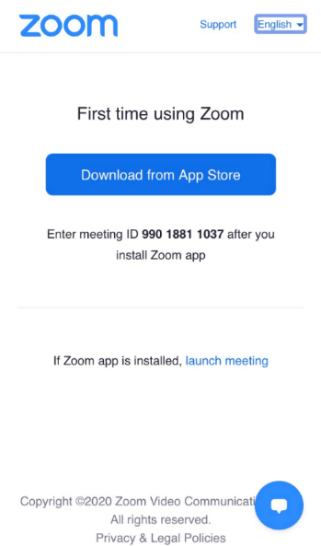 zoom
Support
English
First time using Zoom
Download from App Store
Enter meeting ID 990 1881 1037 after you
install Zoom app
If Zoom app is installed, launch meeting
Copyright ©2020 Zoom Video
All rights reserved.
Privacy & Legal Policies